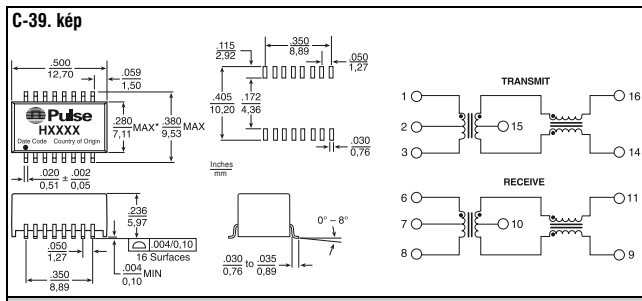 C-39. kép
.500
12,70
.059
1,50
Pulse
HXXXX
Date Code Country of Origin
.280
7,11 MAX*
.380
9,53 MAX
.020
0,51 ± .002
0,05
.115
2,92
.350
8,89
.050
1,27
.405
10,20
.172
4,36
.030
0,76
Inches
mm
.236
5,97
.050
1,27
.350
8,89
.004
0,10 MIN
.004/0,10
16 Surfaces
0° – 8°
.030
0,76 to .035
0,89
TRANSMIT
1
2
3
15
16
14
RECEIVE
6
7
8
10
11
9